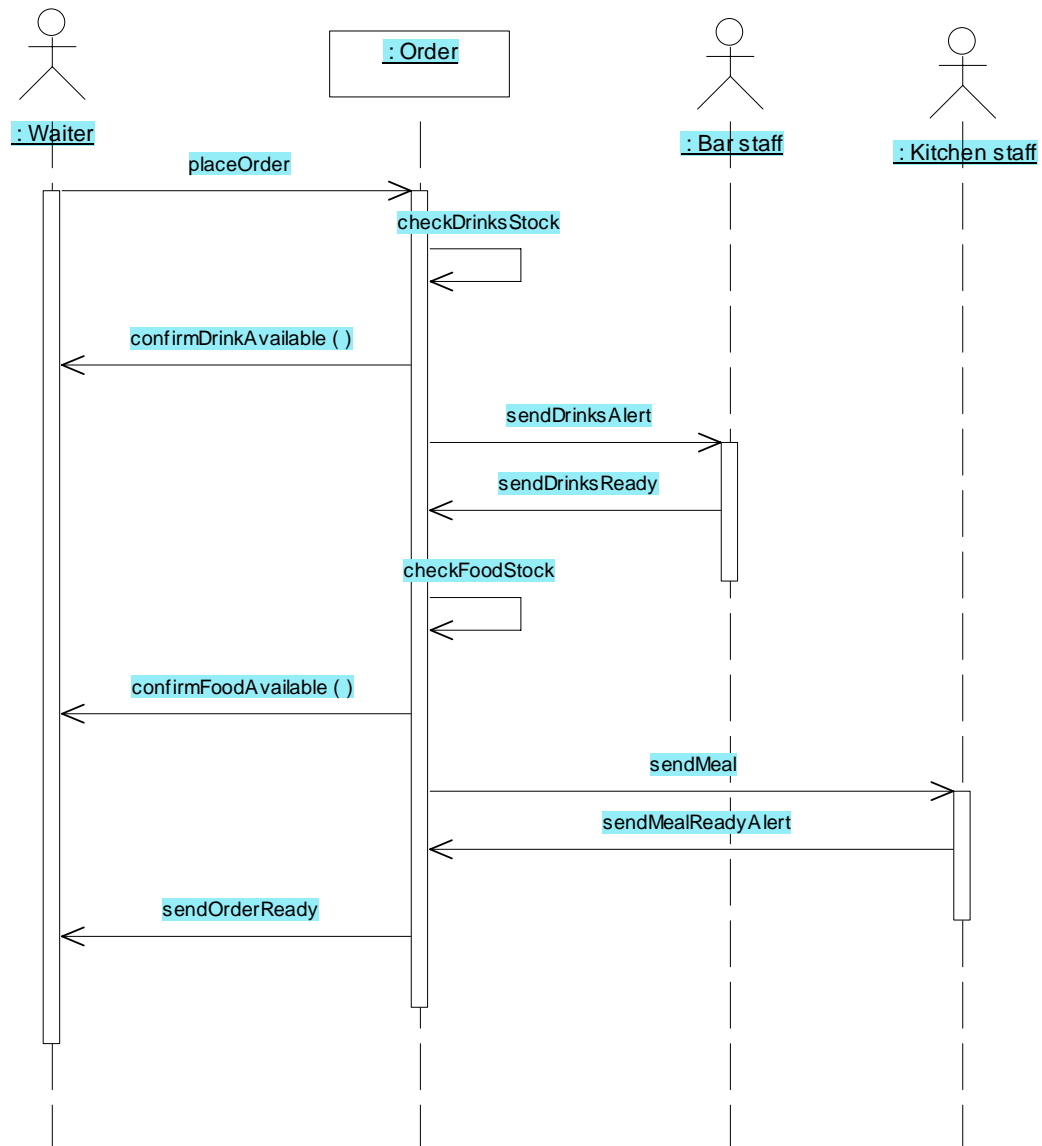 : Order
: Waiter
: Bar staff
: Kitchen staff
placeOrder
checkDrinksStock
confirmDrinkAvailable ( )
sendDrinksAlert
sendDrinksReady
checkFoodStock
confirmFoodAvailable ( )
sendMeal
sendMealReadyAlert
sendOrderReady